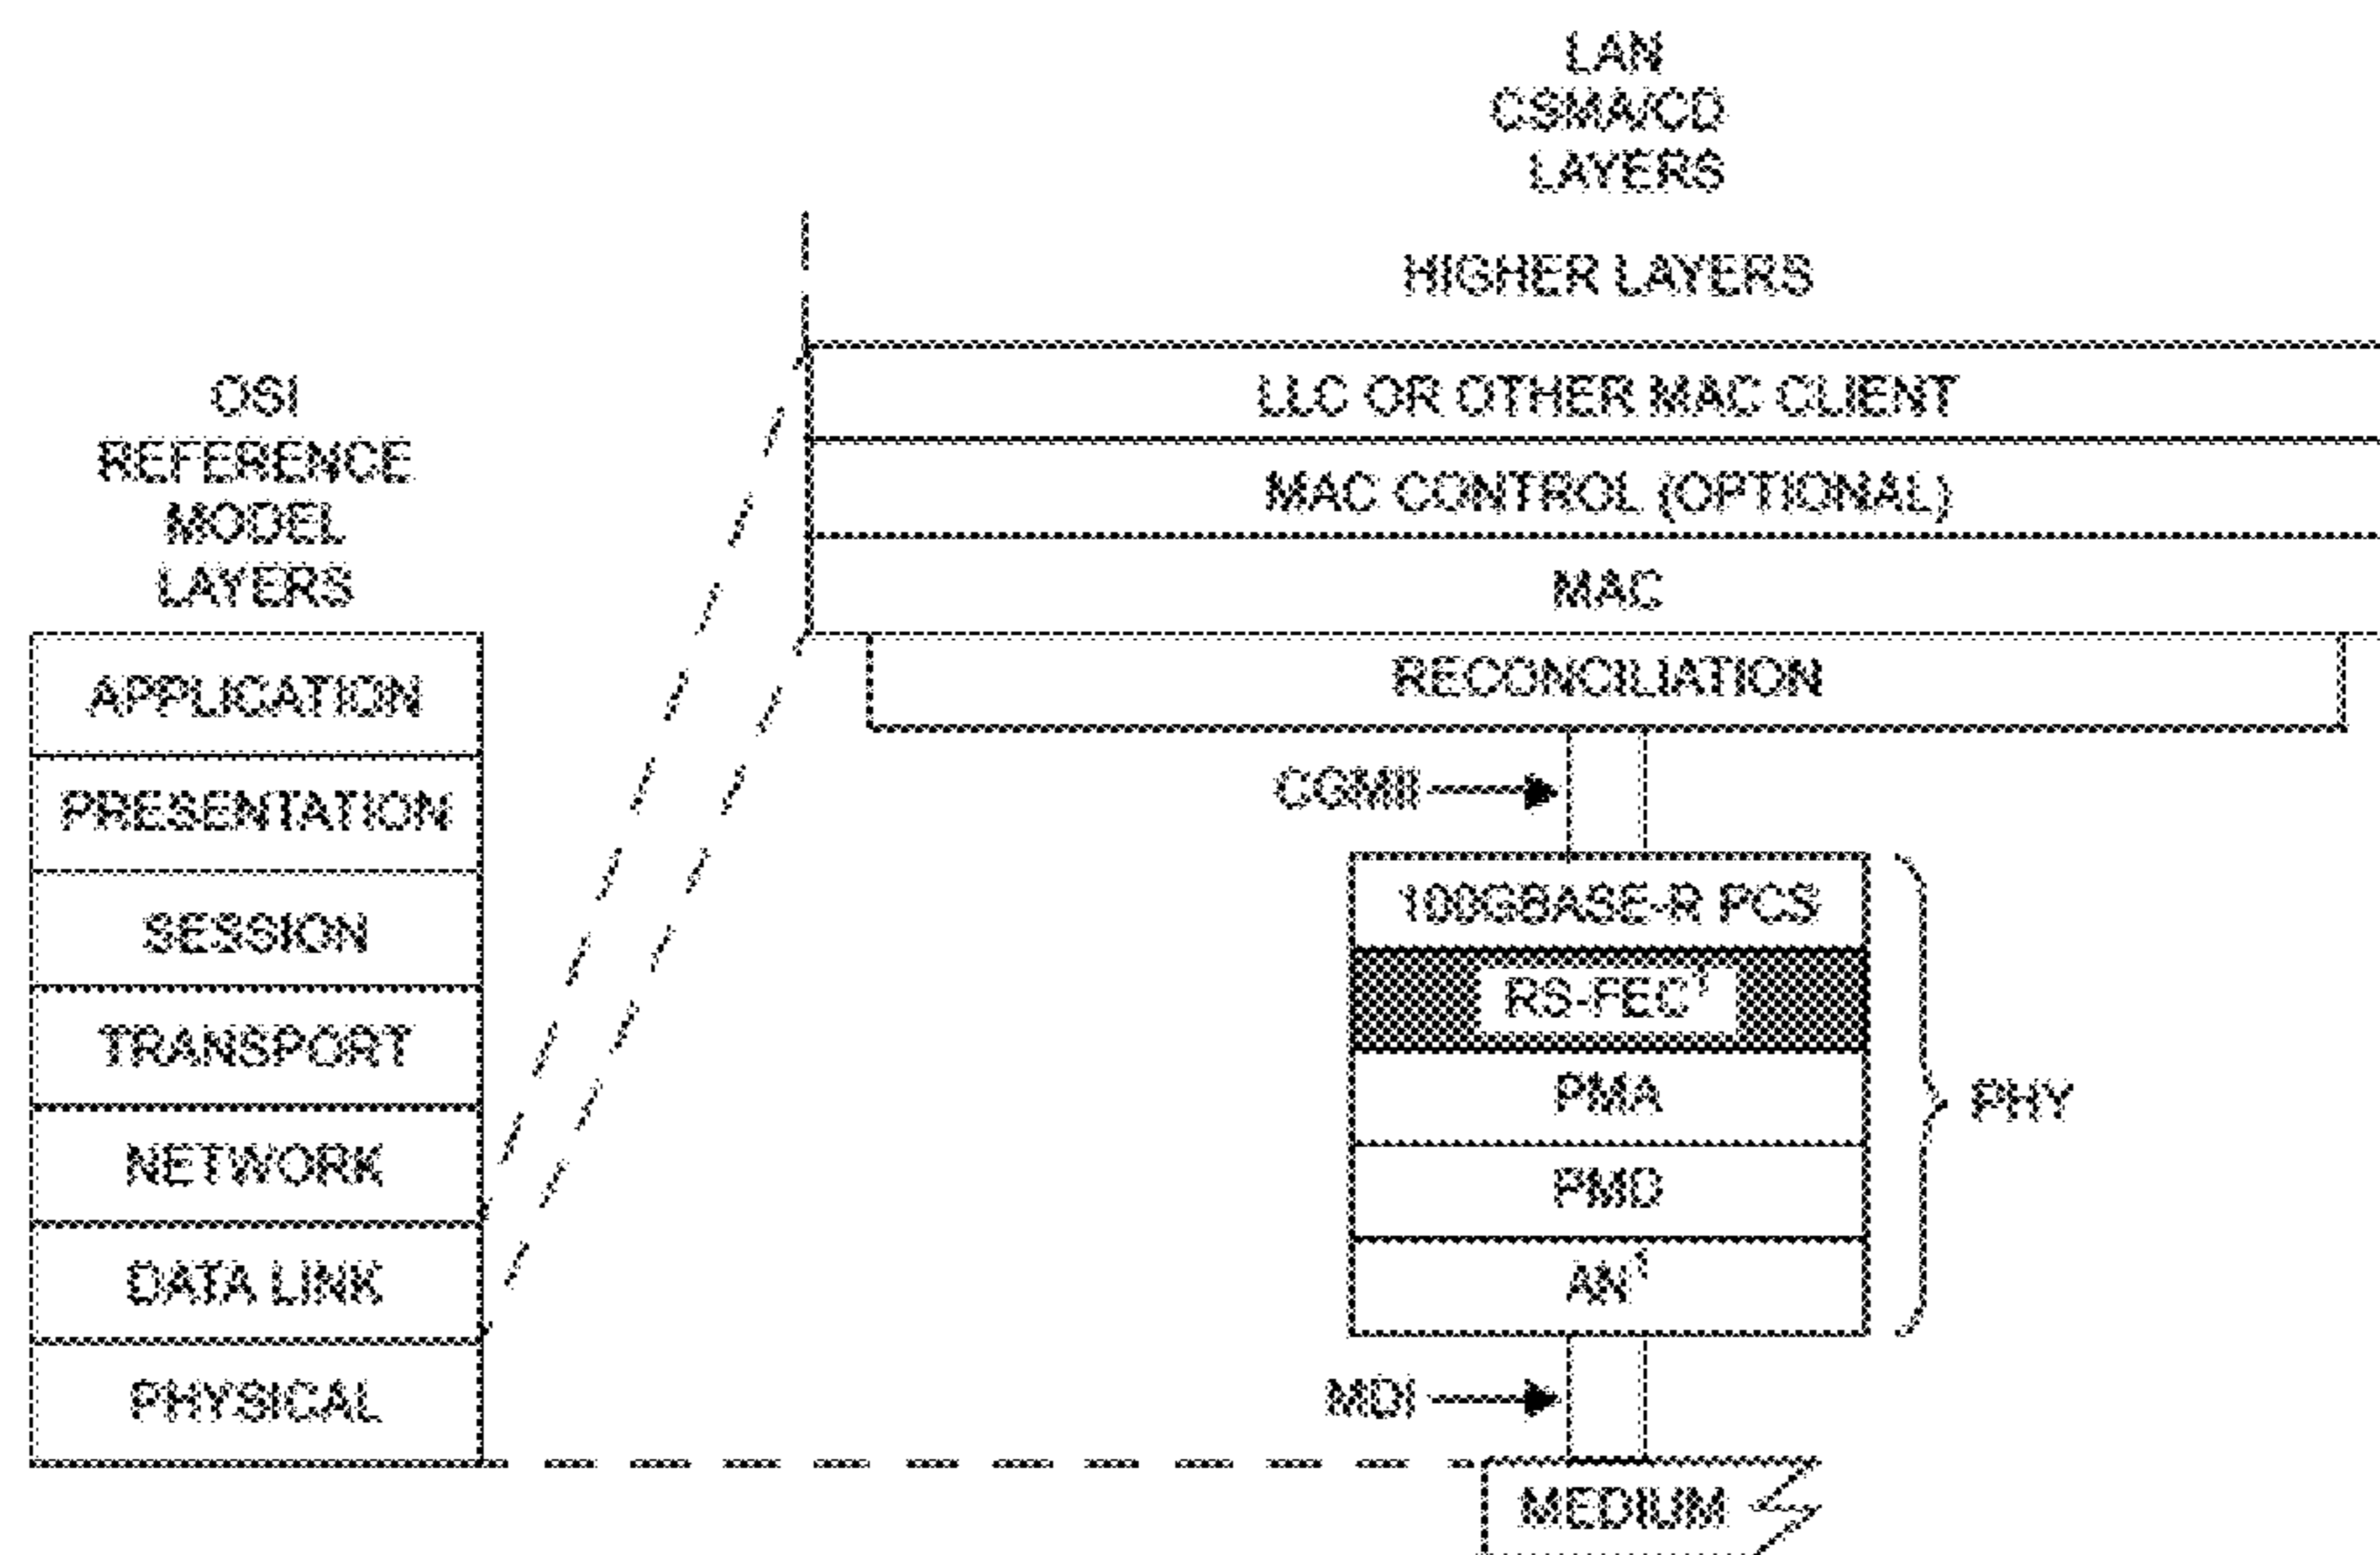 LAN
CSMA/CD
LAYERS
HIGHER LAYERS
OSI
REFERENCE
MODEL
LAYERS
LLC OR OTHER MAC CLIENT
MAC CONTROL (OPTIONAL)
MAC
RECONCILIATION
APPLICATION
PRESENTATION
SESSION
TRANSPORT
NETWORK
DATA LINK
PHYSICAL
CGMII
100GBASE-R PCS
RS-FEC¹
PMA
PMD
AN¹
PHY
MDI
MEDIUM